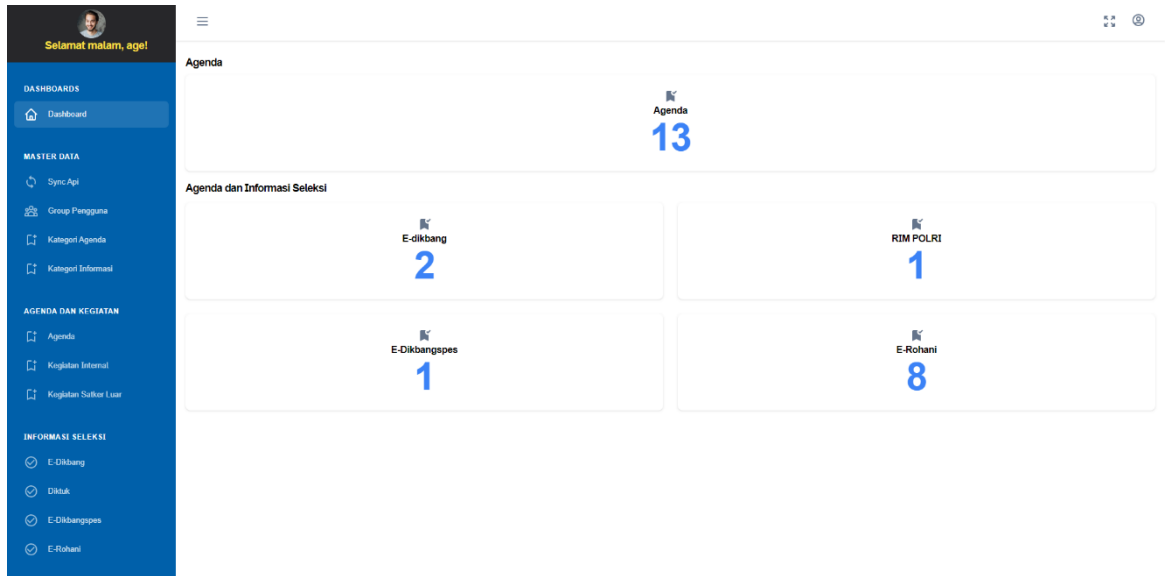 Selamat malam, age!
DASHBOARDS
Dashboard
MASTER DATA
Sync Api
Group Pengguna
Kategori Agenda
Kategori Informasi
AGENDA DAN KEGIATAN
Agenda
Kegiatan Internal
Kegiatan Satker Luar
INFORMASI SELEKSI
E-Dikbang
Diktuk
E-Dikbangspes
E-Rohani
Agenda
Agenda
13
Agenda dan Informasi Seleksi
E-dikbang
2
RIM POLRI
1
E-Dikbangspes
1
E-Rohani
8